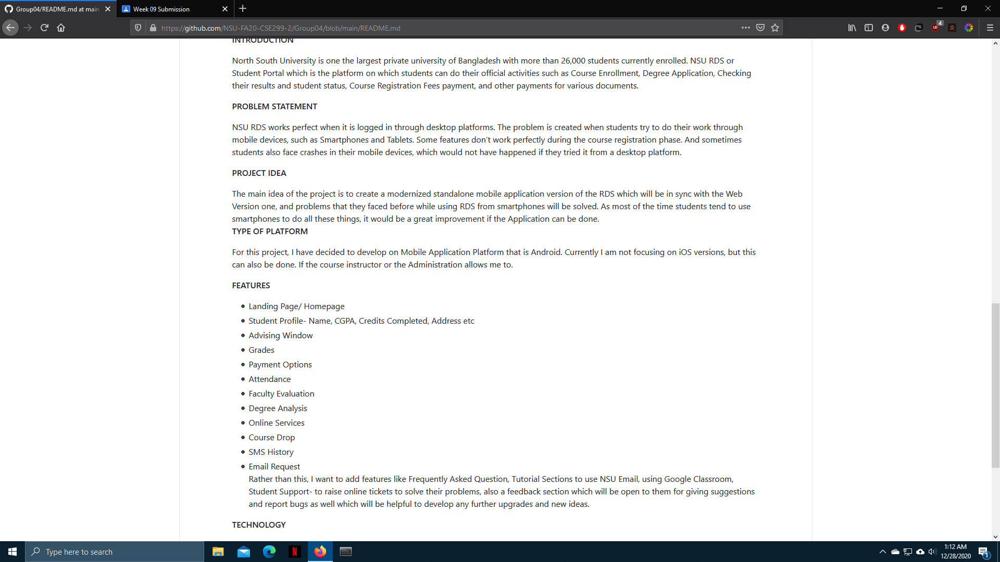 Group04/README.md at main
Week 09 Submission
https://github.com/NSU-FA20-CSE299-2/Group04/blob/main/README.md
4
INTRODUCTION
North South University is one the largest private university of Bangladesh with more than 26,000 students currently enrolled. NSU RDS or
Student Portal which is the platform on which students can do their official activities such as Course Enrollment, Degree Application, Checking
their results and student status, Course Registration Fees payment, and other payments for various documents.
PROBLEM STATEMENT
NSU RDS works perfect when it is logged in through desktop platforms. The problem is created when students try to do their work through
mobile devices, such as Smartphones and Tablets. Some features don't work perfectly during the course registration phase. And sometimes
students also face crashes in their mobile devices, which would not have happened if they tried it from a desktop platform.
PROJECT IDEA
The main idea of the project is to create a modernized standalone mobile application version of the RDS which will be in sync with the Web
Version one, and problems that they faced before while using RDS from smartphones will be solved. As most of the time students tend to use
smartphones to do all these things, it would be a great improvement if the Application can be done.
TYPE OF PLATFORM
For this project, I have decided to develop on Mobile Application Platform that is Android. Currently I am not focusing on iOS versions, but this
can also be done. If the course instructor or the Administration allows me to.
FEATURES
Landing Page/ Homepage
Student Profile- Name, CGPA, Credits Completed, Address etc
Advising Window
Grades
Payment Options
Attendance
Faculty Evaluation
Degree Analysis
Online Services
Course Drop
SMS History
Email Request
Rather than this, I want to add features like Frequently Asked Question, Tutorial Sections to use NSU Email, using Google Classroom,
Student Support- to raise online tickets to solve their problems, also a feedback section which will be open to them for giving suggestions
and report bugs as well which will be helpful to develop any further upgrades and new ideas.
TECHNOLOGY
Type here to search
N
1:12 AM
12/28/2020
1